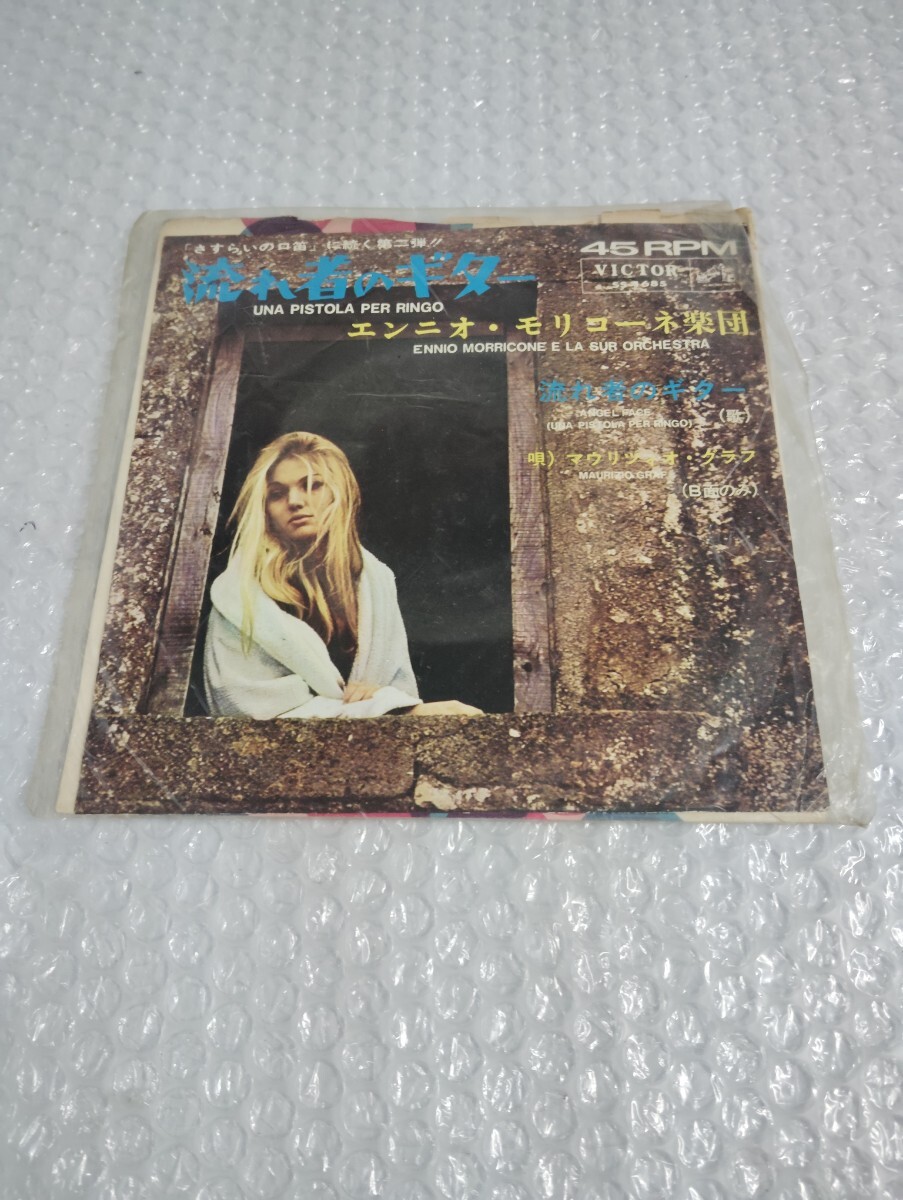 「さすらいの口笛」に続く第二弾!!
45 RPM
流れ者のギター
VICTOR
UNA PISTOLA PER RINGO
エンニオ・モリコーネ楽団
ENNIO MORRICONE E LA SUR ORCHESTRA
流れ者のギター
ANGEL FACE
(UNA PISTOLA PER RINGO)
(歌)
唄) マウリツィオ・グラフ
MAURIZIO GRAF
(B面のみ)